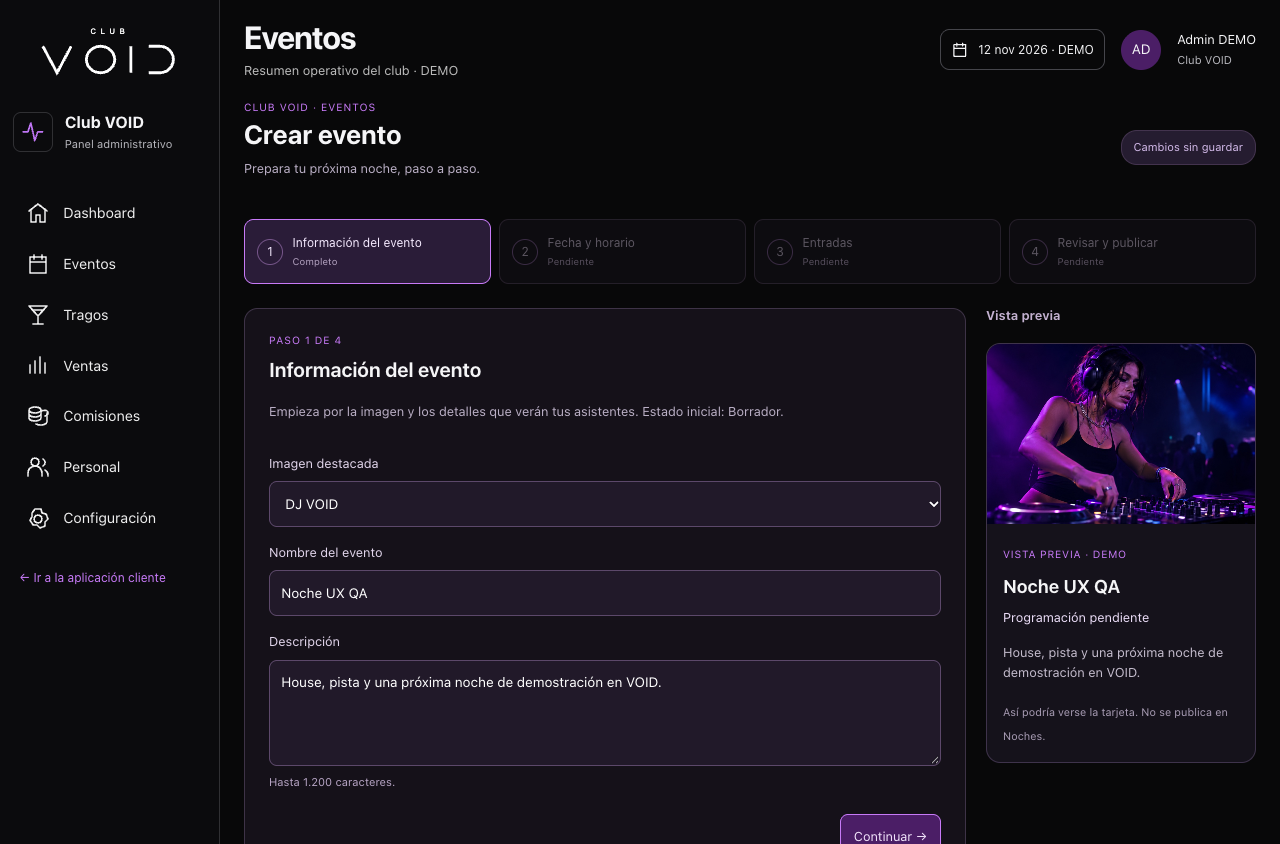 CLUB
VOID
Club VOID
Panel administrativo
Dashboard
Eventos
Tragos
Ventas
Comisiones
Personal
Configuración
← Ir a la aplicación cliente
Eventos
Resumen operativo del club · DEMO
12 nov 2026 · DEMO
AD
Admin DEMO
Club VOID
CLUB VOID · EVENTOS
Crear evento
Prepara tu próxima noche, paso a paso.
Cambios sin guardar
1
Información del evento
Completo
2
Fecha y horario
Pendiente
3
Entradas
Pendiente
4
Revisar y publicar
Pendiente
PASO 1 DE 4
Información del evento
Empieza por la imagen y los detalles que verán tus asistentes. Estado inicial: Borrador.
Imagen destacada
DJ VOID
Nombre del evento
Noche UX QA
Descripción
House, pista y una próxima noche de demostración en VOID.
Hasta 1.200 caracteres.
Continuar →
Vista previa
VISTA PREVIA · DEMO
Noche UX QA
Programación pendiente
House, pista y una próxima noche de
demostración en VOID.
Así podría verse la tarjeta. No se publica en
Noches.